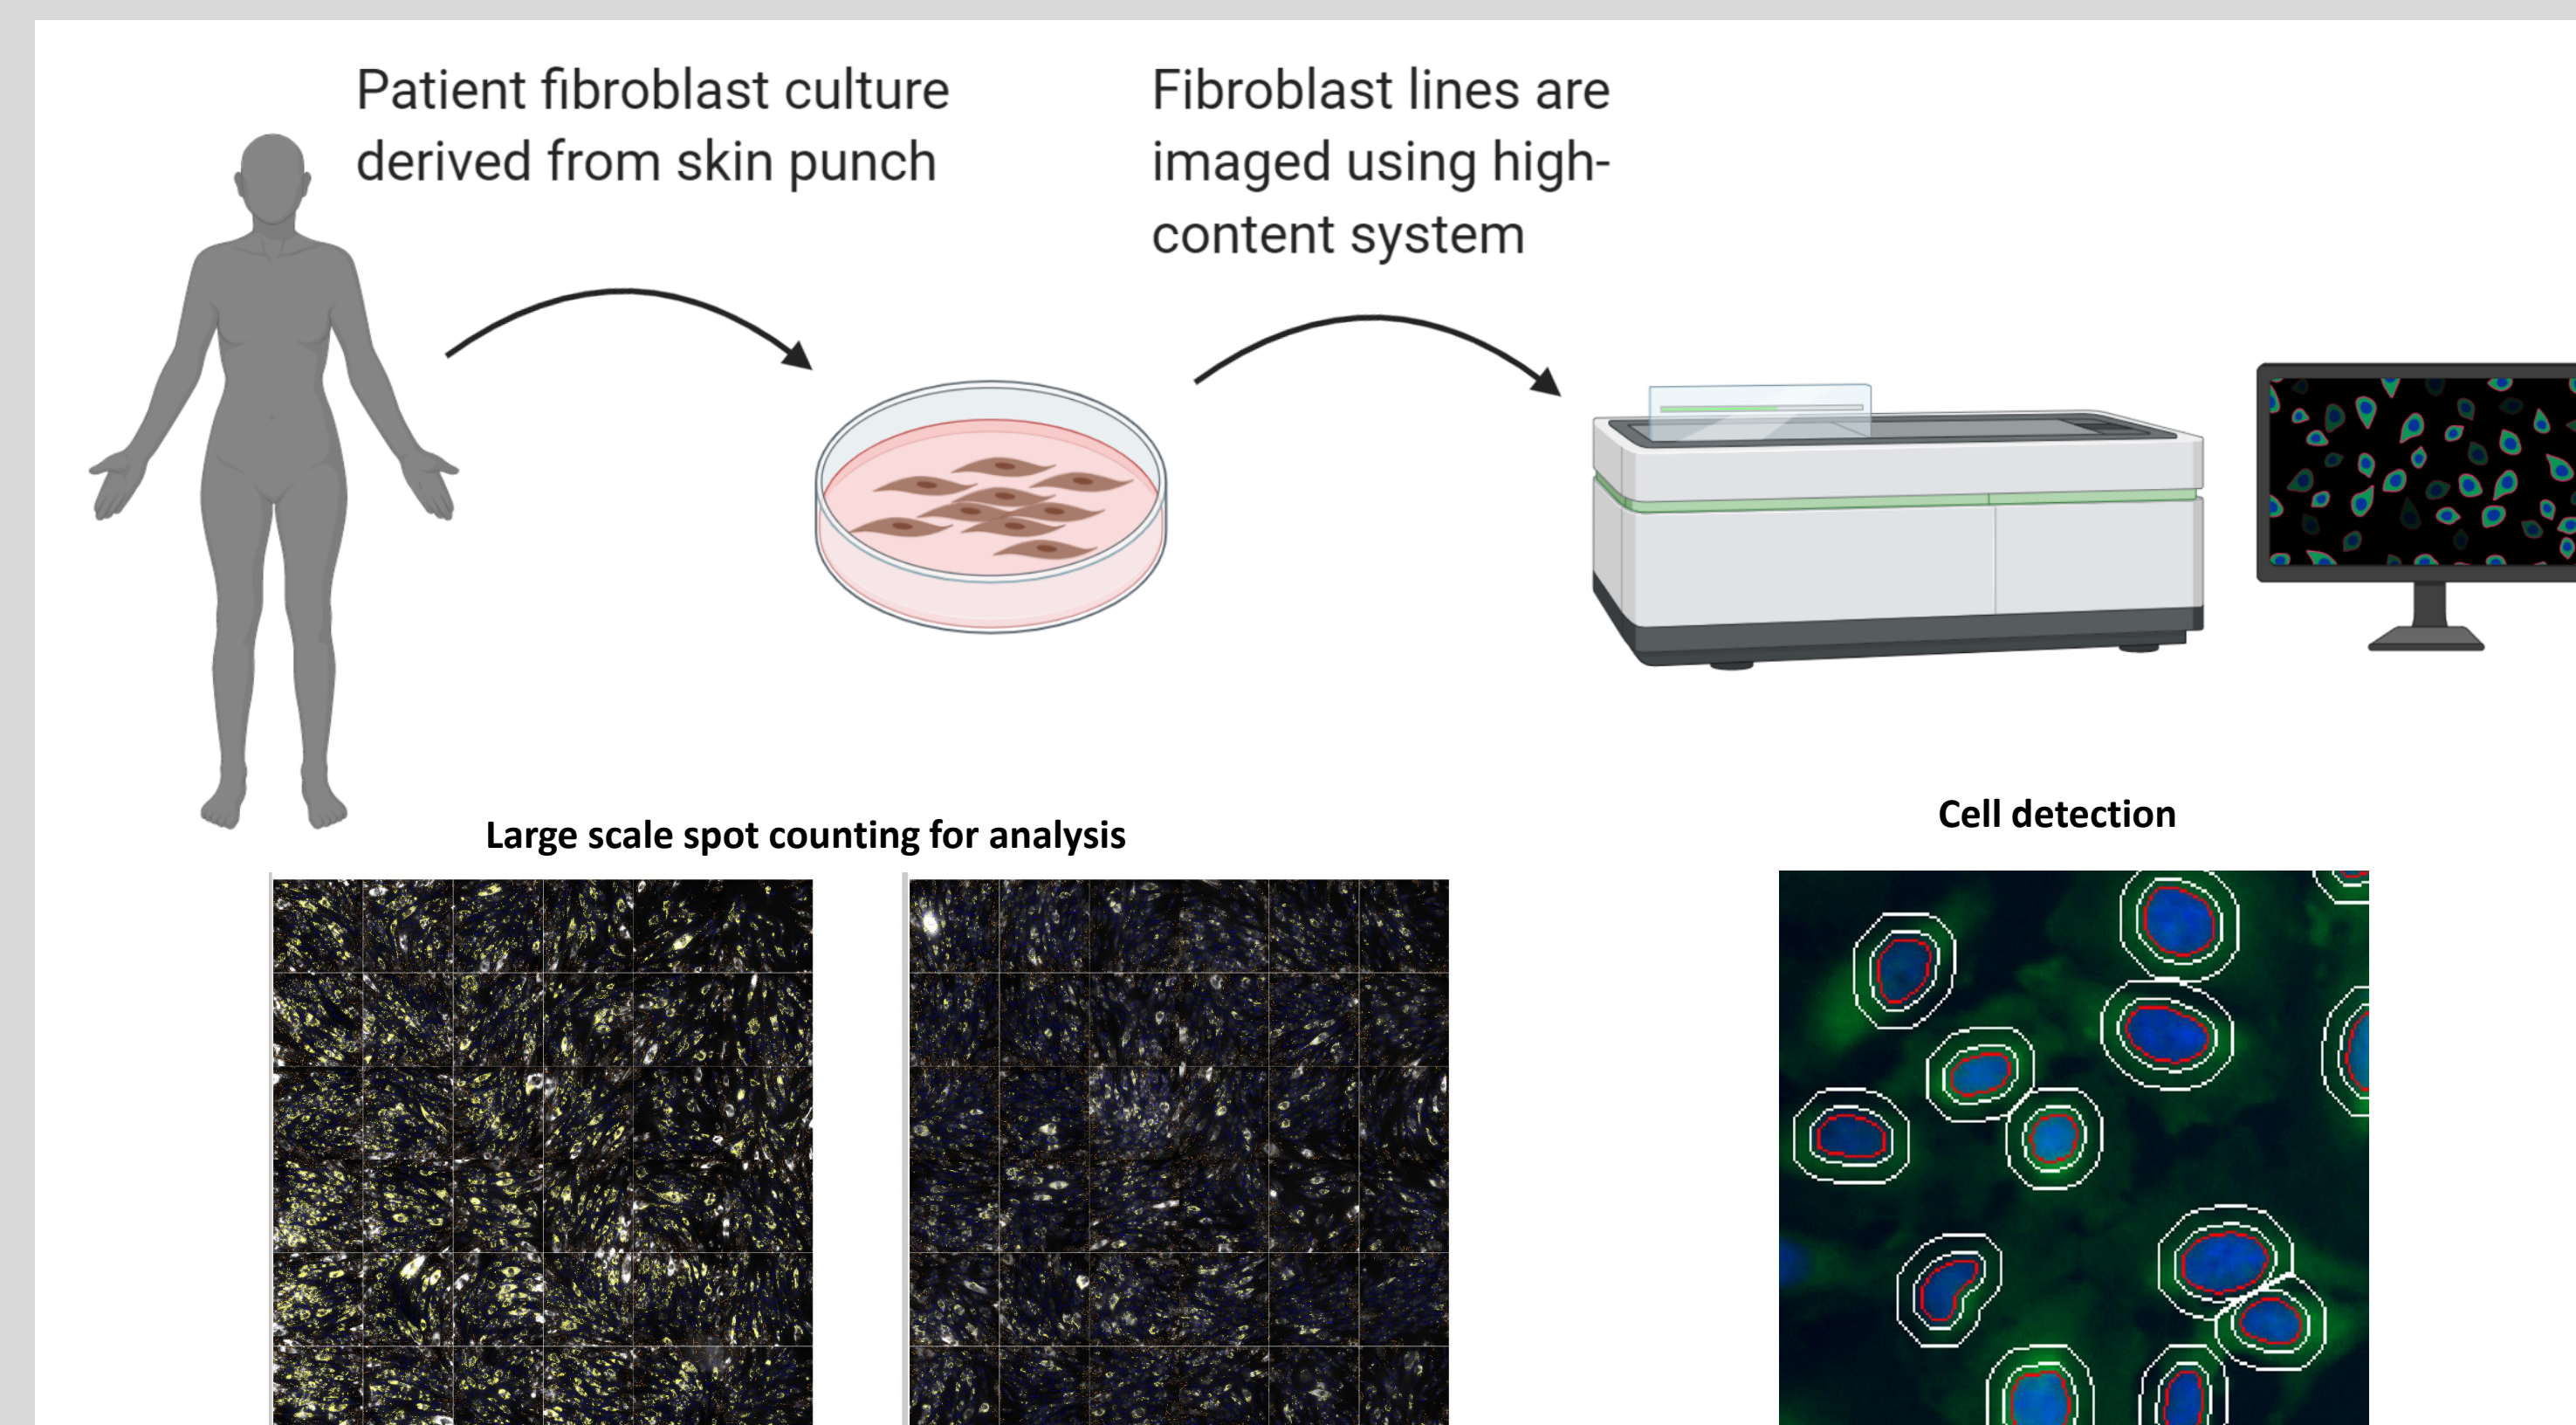 Patient fibroblast culture
derived from skin punch
Fibroblast lines are
imaged using high-
content system
Large scale spot counting for analysis
Cell detection